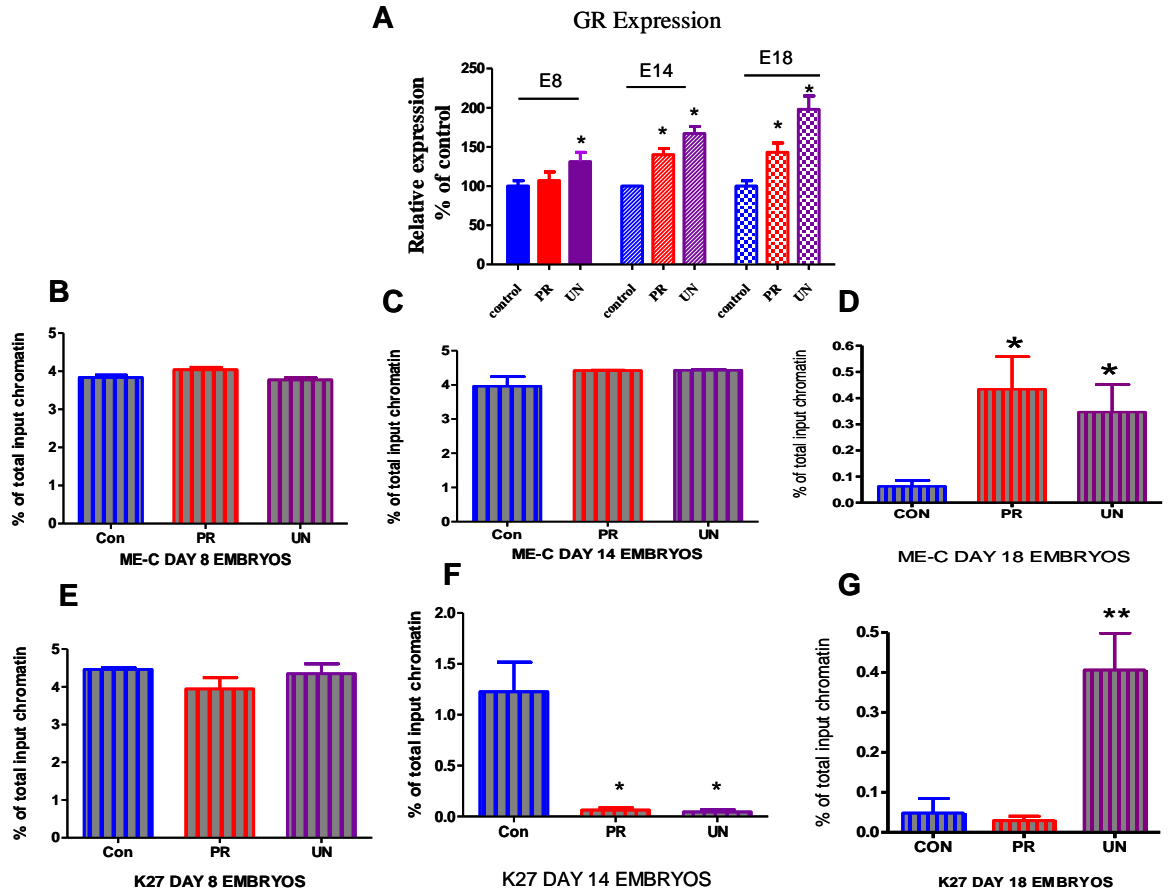 A
GR Expression
Relative expression
% of control
250
200
150
100
50
0
E8
E14
E18
*
*
*
*
*
control
PR
UN
control
PR
UN
control
PR
UN
B
% of total input chromatin
5
4
3
2
1
0
Con
PR
UN
ME-C DAY 8 EMBRYOS
C
% of total input chromatin
5
4
3
2
1
0
Con
PR
UN
ME-C DAY 14 EMBRYOS
D
% of total input chromatin
0.6
0.5
0.4
0.3
0.2
0.1
0.0
*
*
CON
PR
UN
ME-C DAY 18 EMBRYOS
E
% of total input chromatin
5
4
3
2
1
0
Con
PR
UN
K27 DAY 8 EMBRYOS
F
% of total input chromatin
2.0
1.5
1.0
0.5
0.0
*
*
Con
PR
UN
K27 DAY 14 EMBRYOS
G
% of total input chromatin
0.5
0.4
0.3
0.2
0.1
0.0
**
CON
PR
UN
K27 DAY 18 EMBRYOS